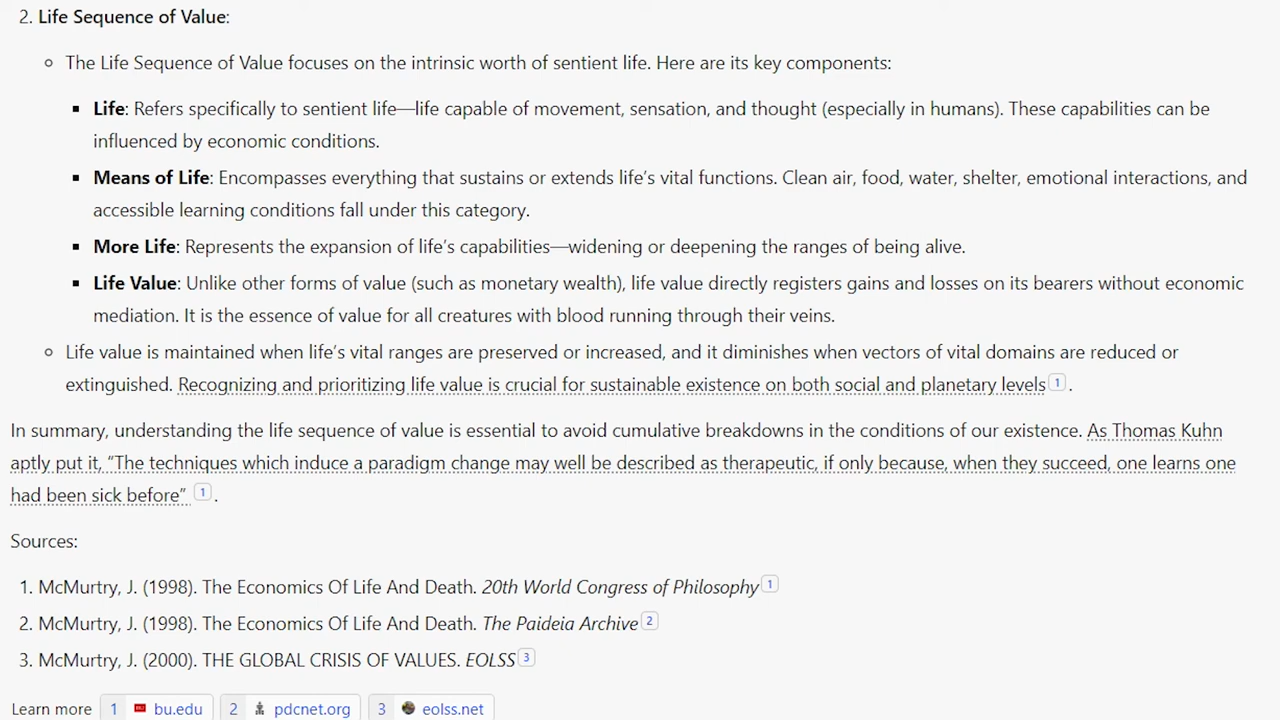 2. Life Sequence of Value:
The Life Sequence of Value focuses on the intrinsic worth of sentient life. Here are its key components:
Life: Refers specifically to sentient life—life capable of movement, sensation, and thought (especially in humans). These capabilities can be
influenced by economic conditions.
Means of Life: Encompasses everything that sustains or extends life's vital functions. Clean air, food, water, shelter, emotional interactions, and
accessible learning conditions fall under this category.
More Life: Represents the expansion of life's capabilities—widening or deepening the ranges of being alive.
Life Value: Unlike other forms of value (such as monetary wealth), life value directly registers gains and losses on its bearers without economic
mediation. It is the essence of value for all creatures with blood running through their veins.
Life value is maintained when life's vital ranges are preserved or increased, and it diminishes when vectors of vital domains are reduced or
extinguished. Recognizing and prioritizing life value is crucial for sustainable existence on both social and planetary levels 1 .
In summary, understanding the life sequence of value is essential to avoid cumulative breakdowns in the conditions of our existence. As Thomas Kuhn
aptly put it, “The techniques which induce a paradigm change may well be described as therapeutic, if only because, when they succeed, one learns one
had been sick before” 1 .
Sources:
1. McMurtry, J. (1998). The Economics Of Life And Death. 20th World Congress of Philosophy 1
2. McMurtry, J. (1998). The Economics Of Life And Death. The Paideia Archive 2
3. McMurtry, J. (2000). THE GLOBAL CRISIS OF VALUES. EOLSS 3
Learn more 1 bu.edu 2 pdcnet.org 3 eolss.net